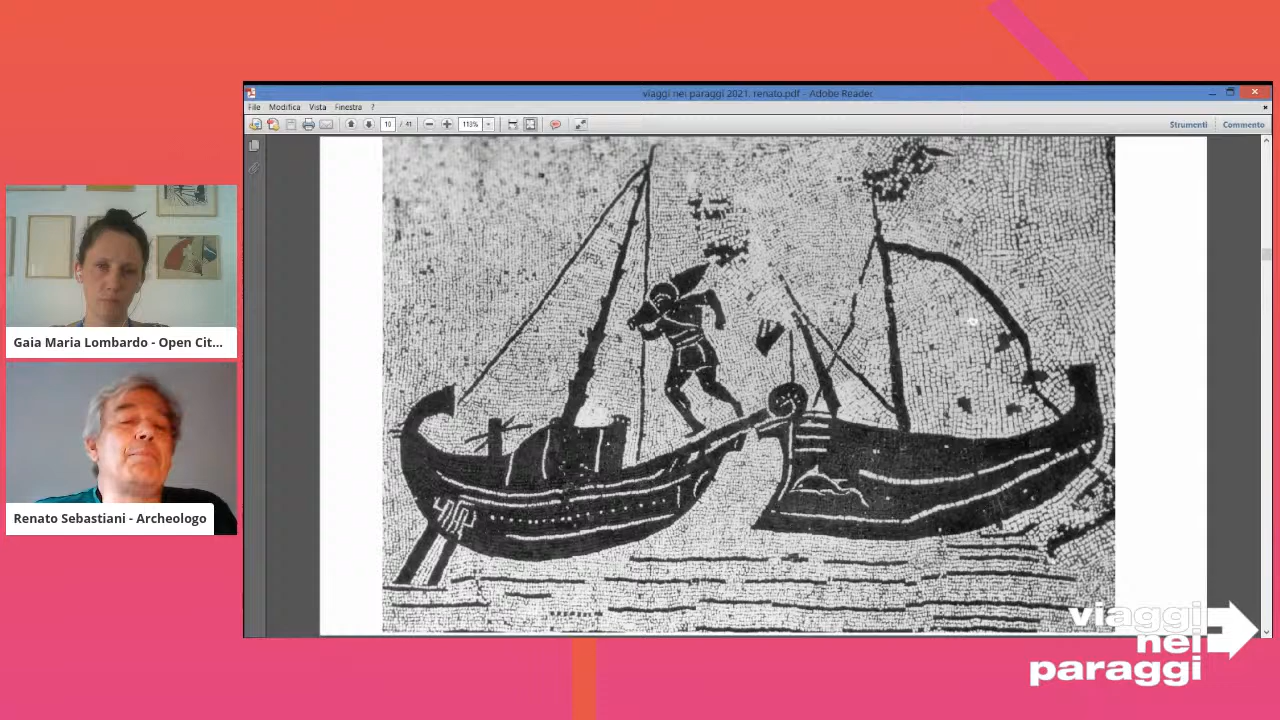 viaggi nei paraggi 2021. renato.pdf - Adobe Reader
File Modifica Vista Finestra ?
10 / 41 113% Strumenti Commento
Gaia Maria Lombardo - Open Cit...
Renato Sebastiani - Archeologo
viaggi
nei
paraggi